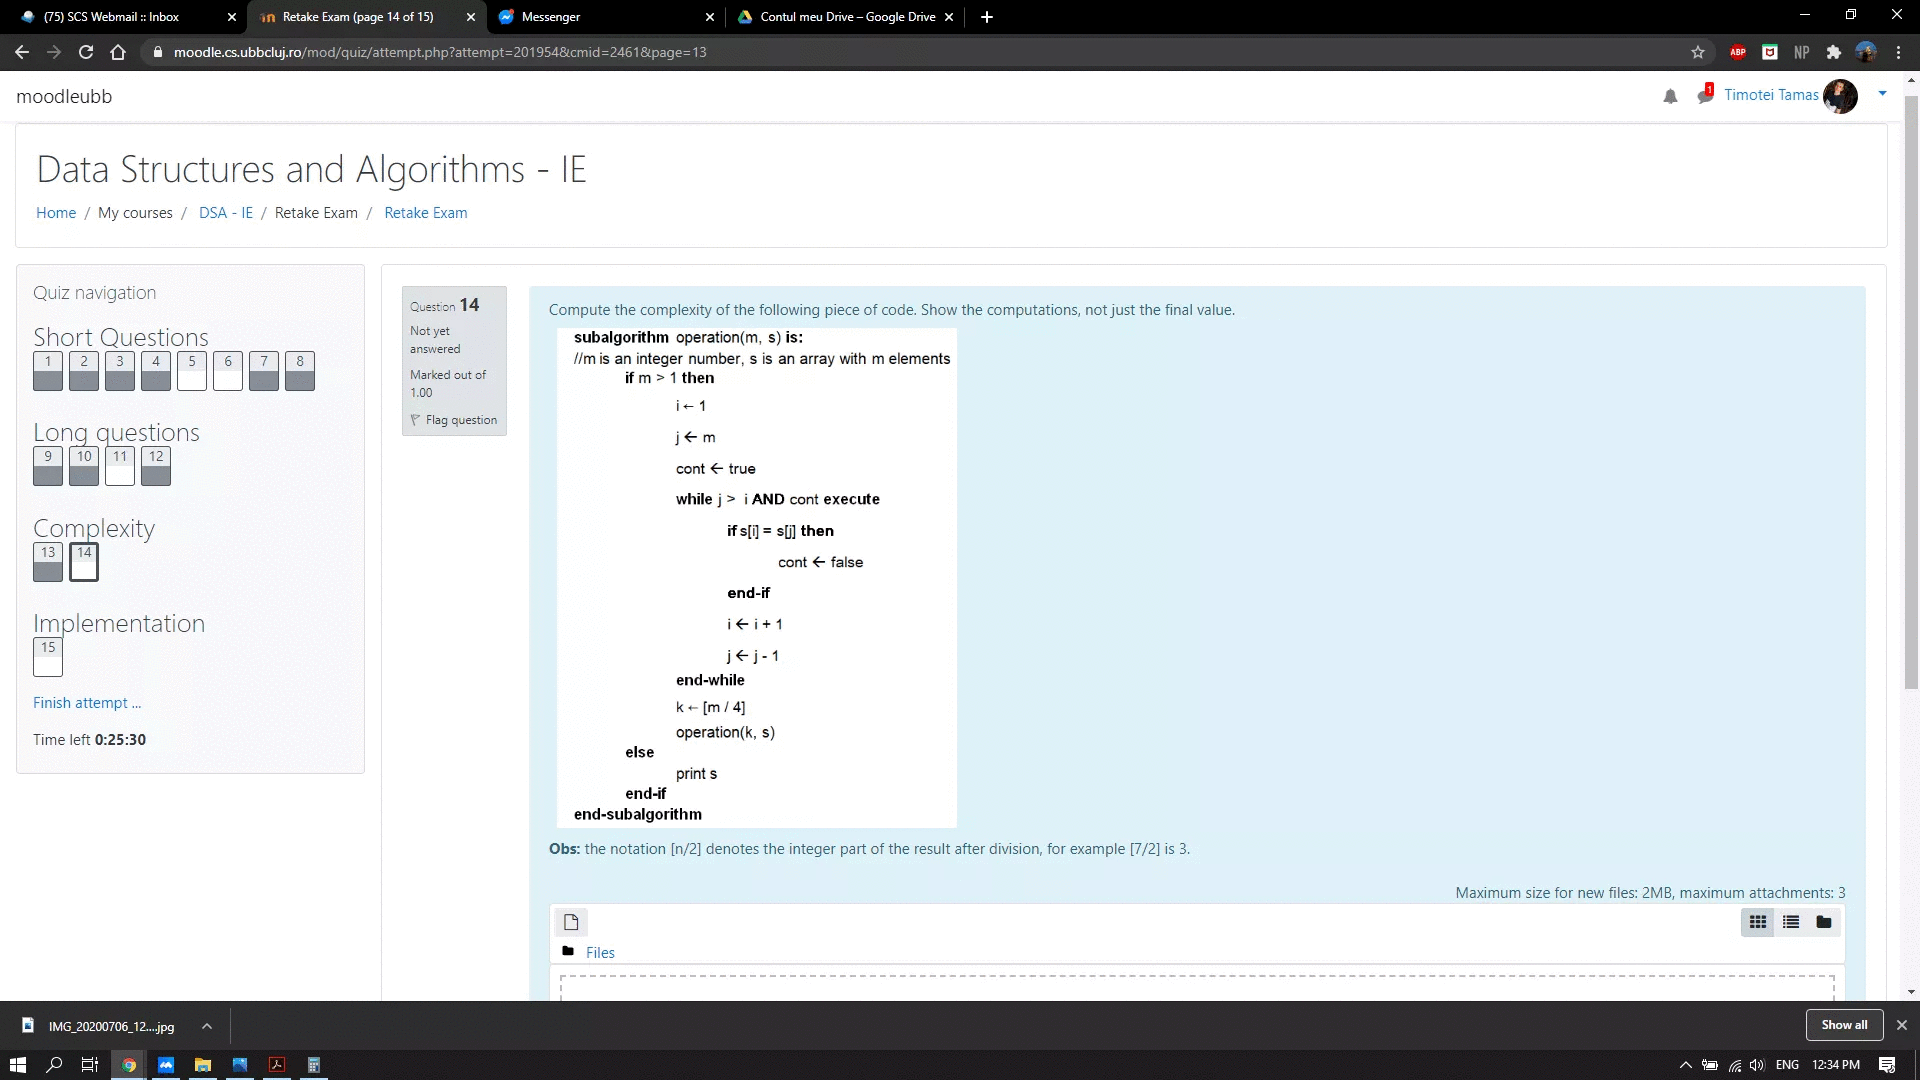 (75) SCS Webmail :: Inbox
Retake Exam (page 14 of 15)
Messenger
Contul meu Drive – Google Drive
moodle.cs.ubbcluj.ro/mod/quiz/attempt.php?attempt=201954&cmid=2461&page=13
ABP
NP
moodleubb
1
Timotei Tamas
Data Structures and Algorithms - IE
Home / My courses / DSA - IE / Retake Exam / Retake Exam
Quiz navigation
Short Questions
1 2 3 4 5 6 7 8
Long questions
9 10 11 12
Complexity
13 14
Implementation
15
Finish attempt ...
Time left 0:25:30
Question 14
Not yet
answered
Marked out of
1.00
Flag question
Compute the complexity of the following piece of code. Show the computations, not just the final value.
subalgorithm operation(m, s) is:
//m is an integer number, s is an array with m elements
if m > 1 then
i ← 1
j ← m
cont ← true
while j > i AND cont execute
if s[i] = s[j] then
cont ← false
end-if
i ← i + 1
j ← j - 1
end-while
k ← [m / 4]
operation(k, s)
else
print s
end-if
end-subalgorithm
Obs: the notation [n/2] denotes the integer part of the result after division, for example [7/2] is 3.
Maximum size for new files: 2MB, maximum attachments: 3
Files
IMG_20200706_12....jpg
Show all
ENG
12:34 PM